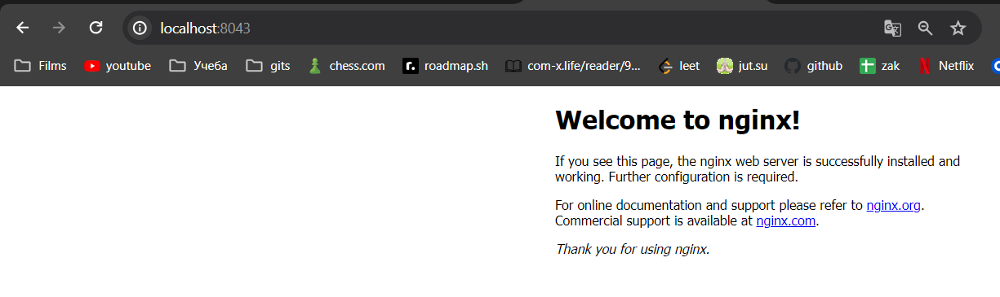 localhost:8043
Films youtube Учеба gits chess.com roadmap.sh com-x.life/reader/9... leet jut.su github zak Netflix
Welcome to nginx!
If you see this page, the nginx web server is successfully installed and
working. Further configuration is required.
For online documentation and support please refer to nginx.org.
Commercial support is available at nginx.com.
Thank you for using nginx.